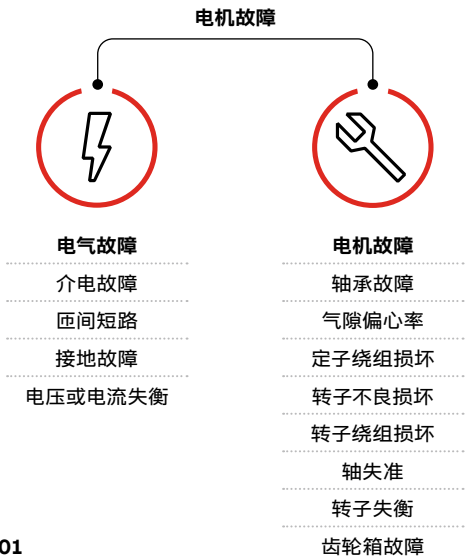 电机故障
电气故障
介电故障
匝间短路
接地故障
电压或电流失衡
电机故障
轴承故障
气隙偏心率
定子绕组损坏
转子不良损坏
转子绕组损坏
轴失准
转子失衡
齿轮箱故障
01